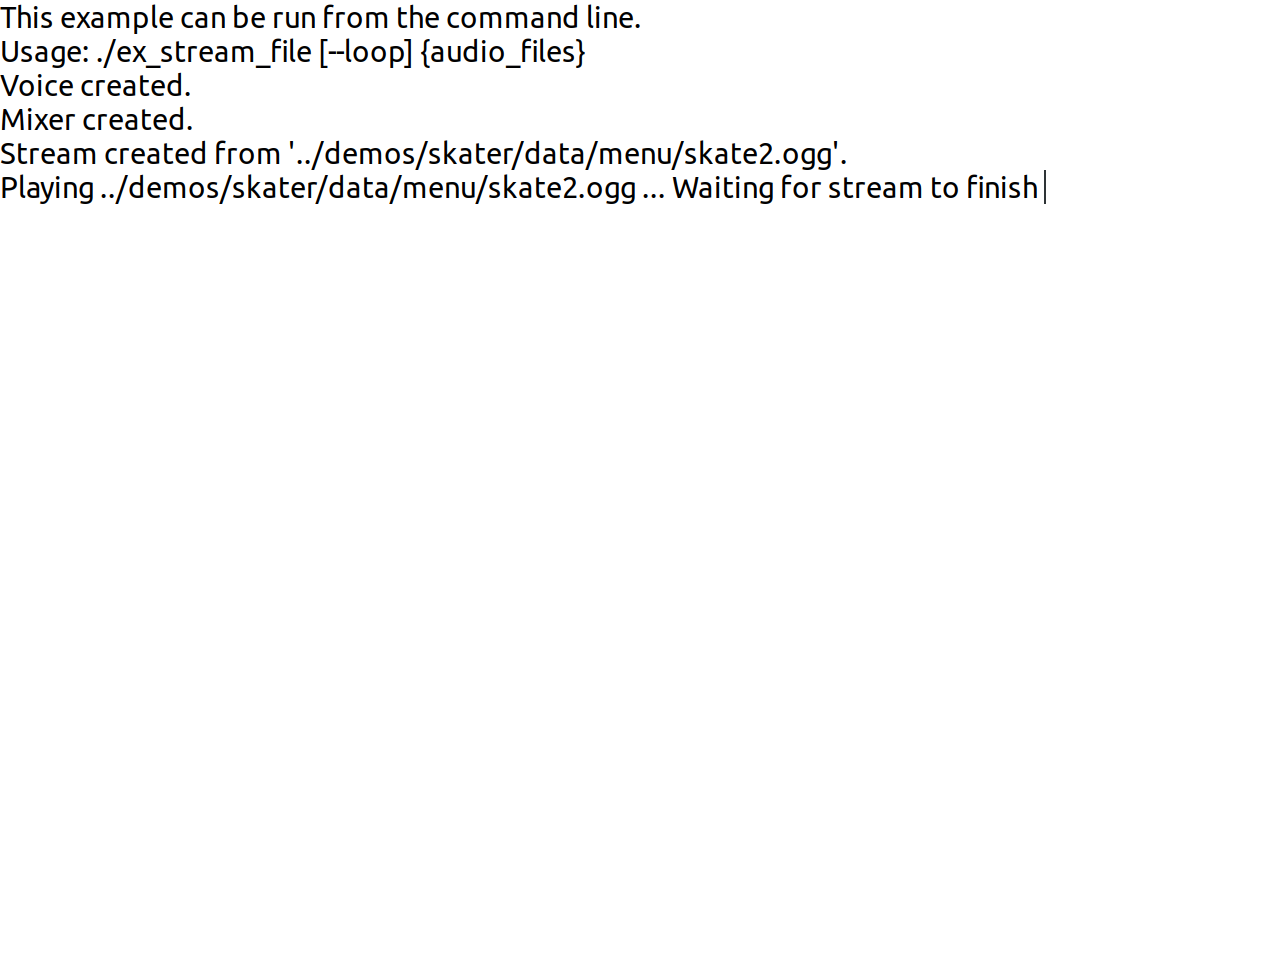 This example can be run from the command line.
Usage: ./ex_stream_file [--loop] {audio_files}
Voice created.
Mixer created.
Stream created from '../demos/skater/data/menu/skate2.ogg'.
Playing ../demos/skater/data/menu/skate2.ogg ... Waiting for stream to finish